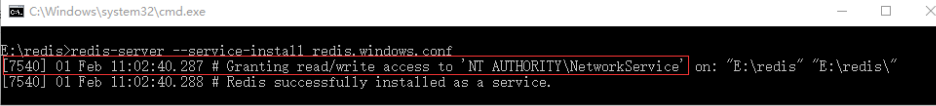 C:\Windows\system32\cmd.exe
E:\redis>redis-server --service-install redis.windows.conf
[7540] 01 Feb 11:02:40.287 # Granting read/write access to 'NT AUTHORITY\NetworkService' on: "E:\redis" "E:\redis\"
[7540] 01 Feb 11:02:40.287 # Redis successfully installed as a service.